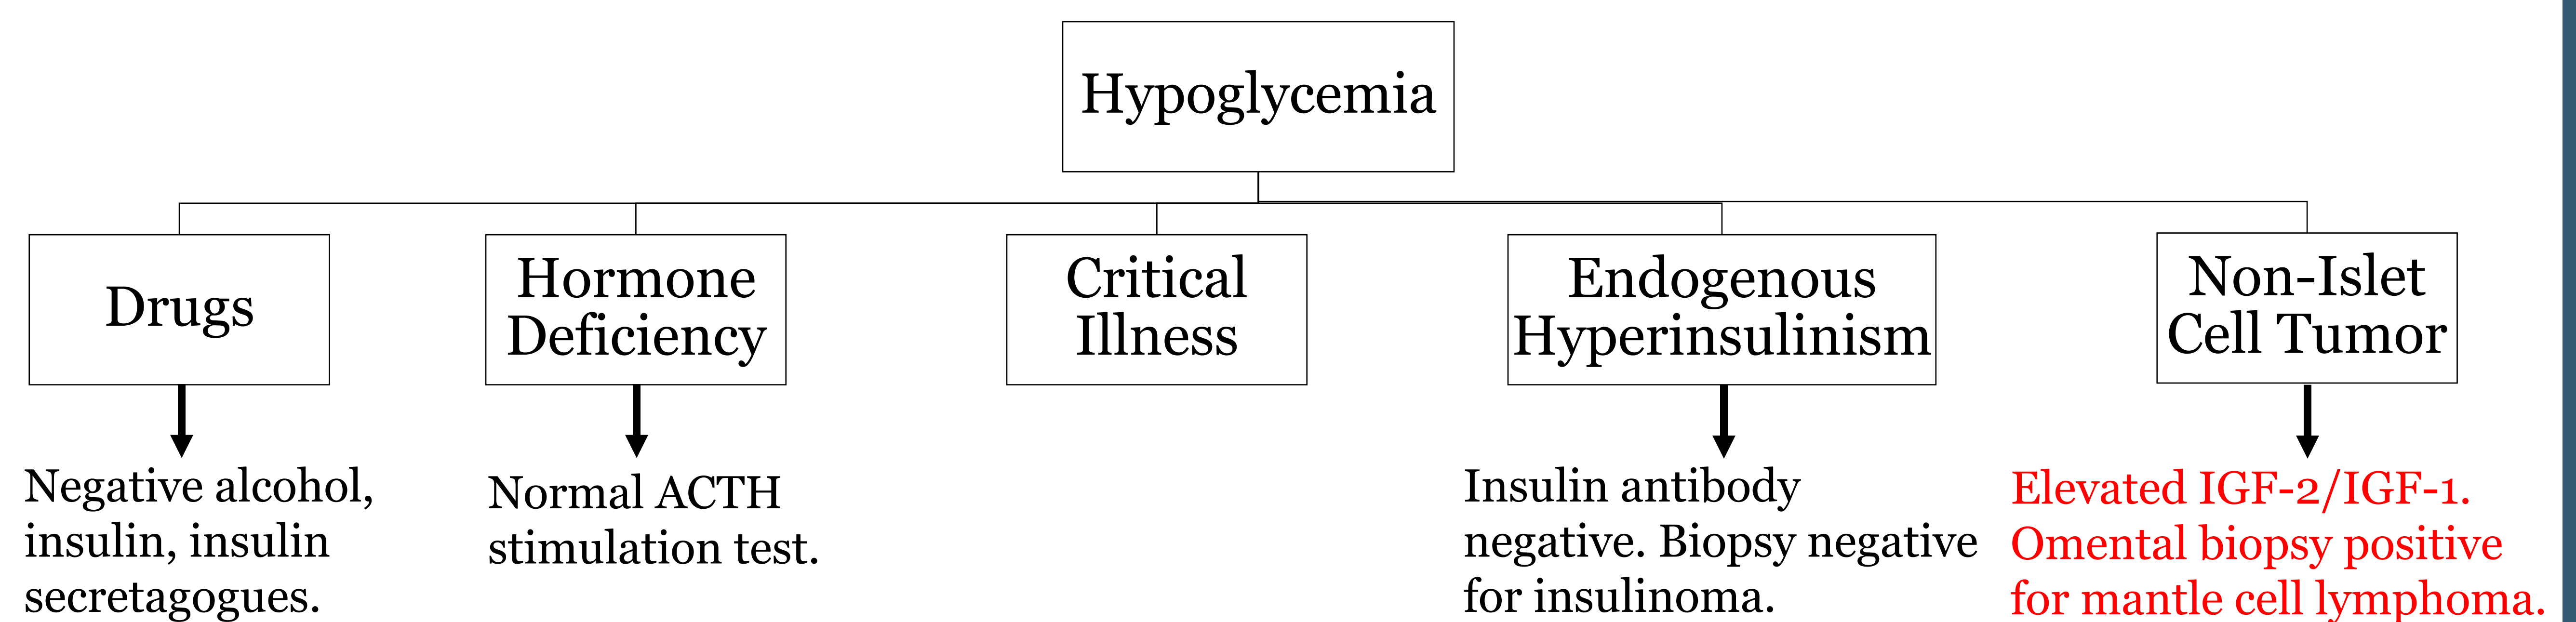 Hypoglycemia
Drugs
Hormone
Deficiency
Critical
Illness
Endogenous
Hyperinsulinism
Non-Islet
Cell Tumor
Negative alcohol,
insulin, insulin
secretagogues.
Normal ACTH
stimulation test.
Insulin antibody
negative. Biopsy negative
for insulinoma.
Elevated IGF-2/IGF-1.
Omental biopsy positive
for mantle cell lymphoma.